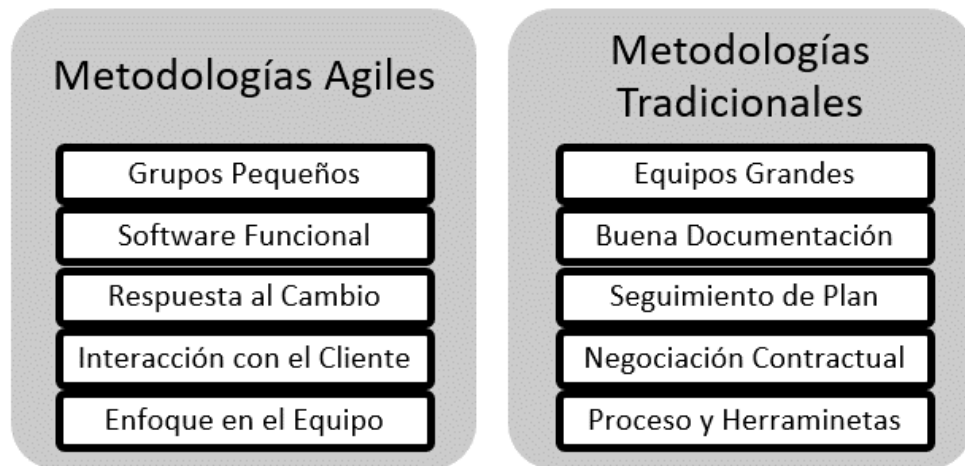 Metodologías Agiles
Grupos Pequeños
Software Funcional
Respuesta al Cambio
Interacción con el Cliente
Enfoque en el Equipo
Metodologías
Tradicionales
Equipos Grandes
Buena Documentación
Seguimiento de Plan
Negociación Contractual
Proceso y Herraminetas